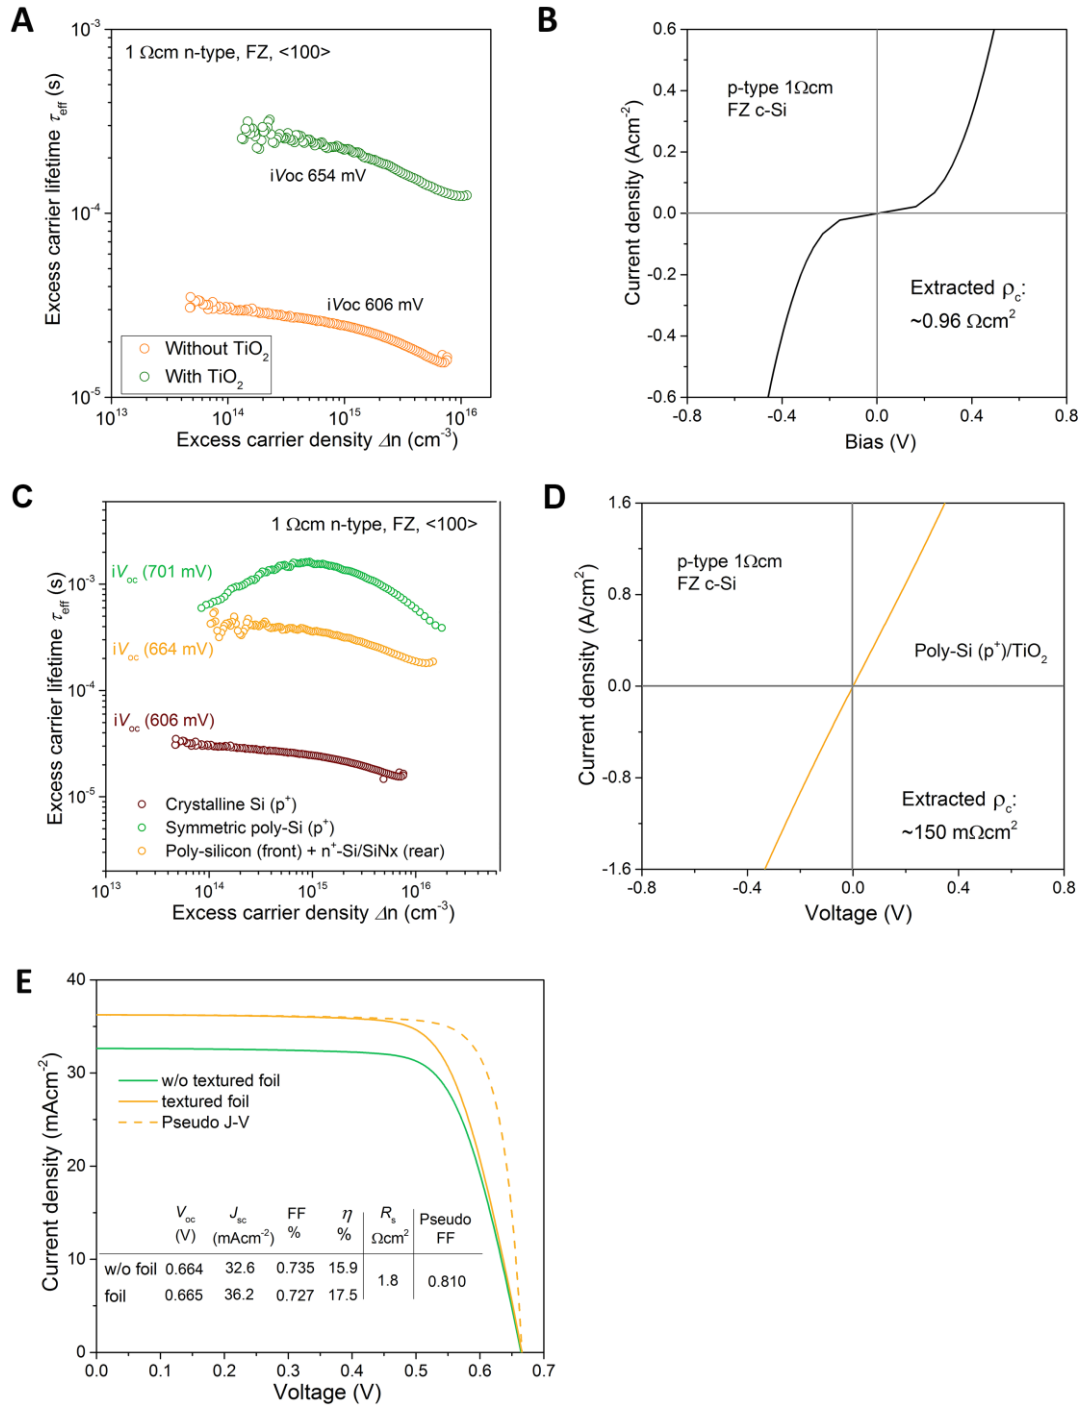 A
10⁻³
10⁻⁴
10⁻⁵
Excess carrier lifetime τeff (s)
1 Ωcm n-type, FZ, <100>
iVoc 654 mV
iVoc 606 mV
Without TiO₂
With TiO₂
10¹³ 10¹⁴ 10¹⁵ 10¹⁶
Excess carrier density Δn (cm⁻³)
B
0.6
0.4
0.2
0.0
-0.2
-0.4
-0.6
Current density (Acm⁻²)
p-type 1Ωcm
FZ c-Si
Extracted ρc:
~0.96 Ωcm²
-0.8 -0.4 0.0 0.4 0.8
Bias (V)
C
10⁻³
10⁻⁴
10⁻⁵
Excess carrier lifetime τeff (s)
1 Ωcm n-type, FZ, <100>
iVoc (701 mV)
iVoc (664 mV)
iVoc (606 mV)
Crystalline Si (p⁺)
Symmetric poly-Si (p⁺)
Poly-silicon (front) + n⁺-Si/SiNx (rear)
10¹³ 10¹⁴ 10¹⁵ 10¹⁶
Excess carrier density Δn (cm⁻³)
D
1.6
0.8
0.0
-0.8
-1.6
Current density (A/cm²)
p-type 1Ωcm
FZ c-Si
Poly-Si (p⁺)/TiO₂
Extracted ρc:
~150 mΩcm²
-0.8 -0.4 0.0 0.4 0.8
Voltage (V)
E
40
30
20
10
0
Current density (mAcm⁻²)
w/o textured foil
textured foil
Pseudo J-V
Voc Jsc FF η Rs Pseudo
(V) (mAcm⁻²) % % Ωcm² FF
w/o foil 0.664 32.6 0.735 15.9 1.8 0.810
foil 0.665 36.2 0.727 17.5
0.0 0.1 0.2 0.3 0.4 0.5 0.6 0.7
Voltage (V)